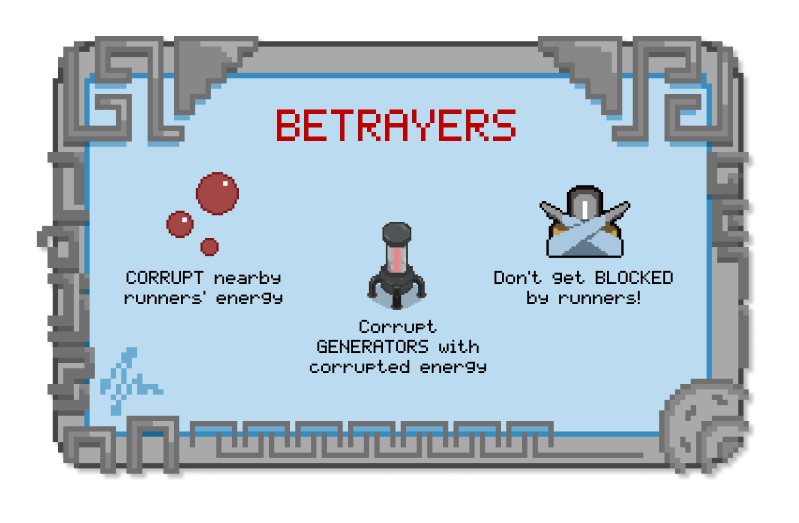 BETRAYERS
CORRUPT nearby
runners' energy
Corrupt
GENERATORS with
corrupted energy
Don't get BLOCKED
by runners!